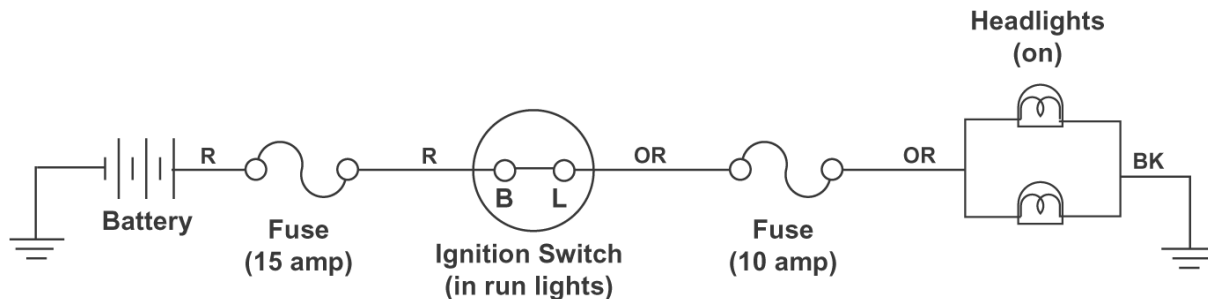 Headlights
(on)
R
R
OR
OR
BK
B
L
Battery
Fuse
(15 amp)
Ignition Switch
(in run lights)
Fuse
(10 amp)